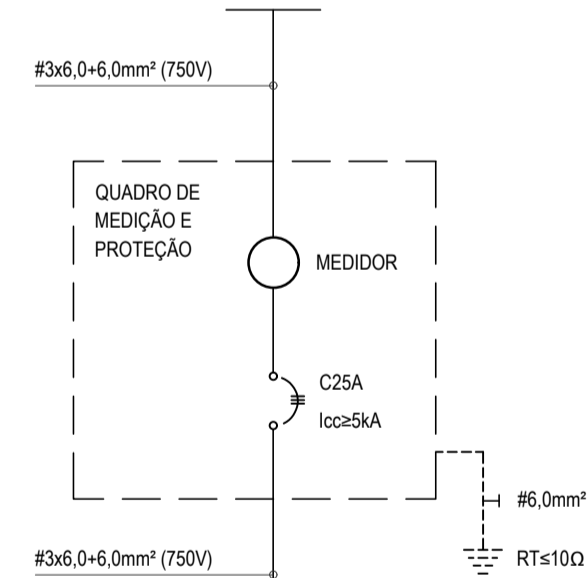 #3x6,0+6,0mm² (750V)
QUADRO DE
MEDIÇÃO E
PROTEÇÃO
MEDIDOR
C25A
Icc≥5kA
#6,0mm²
#3x6,0+6,0mm² (750V)
RT≤10Ω